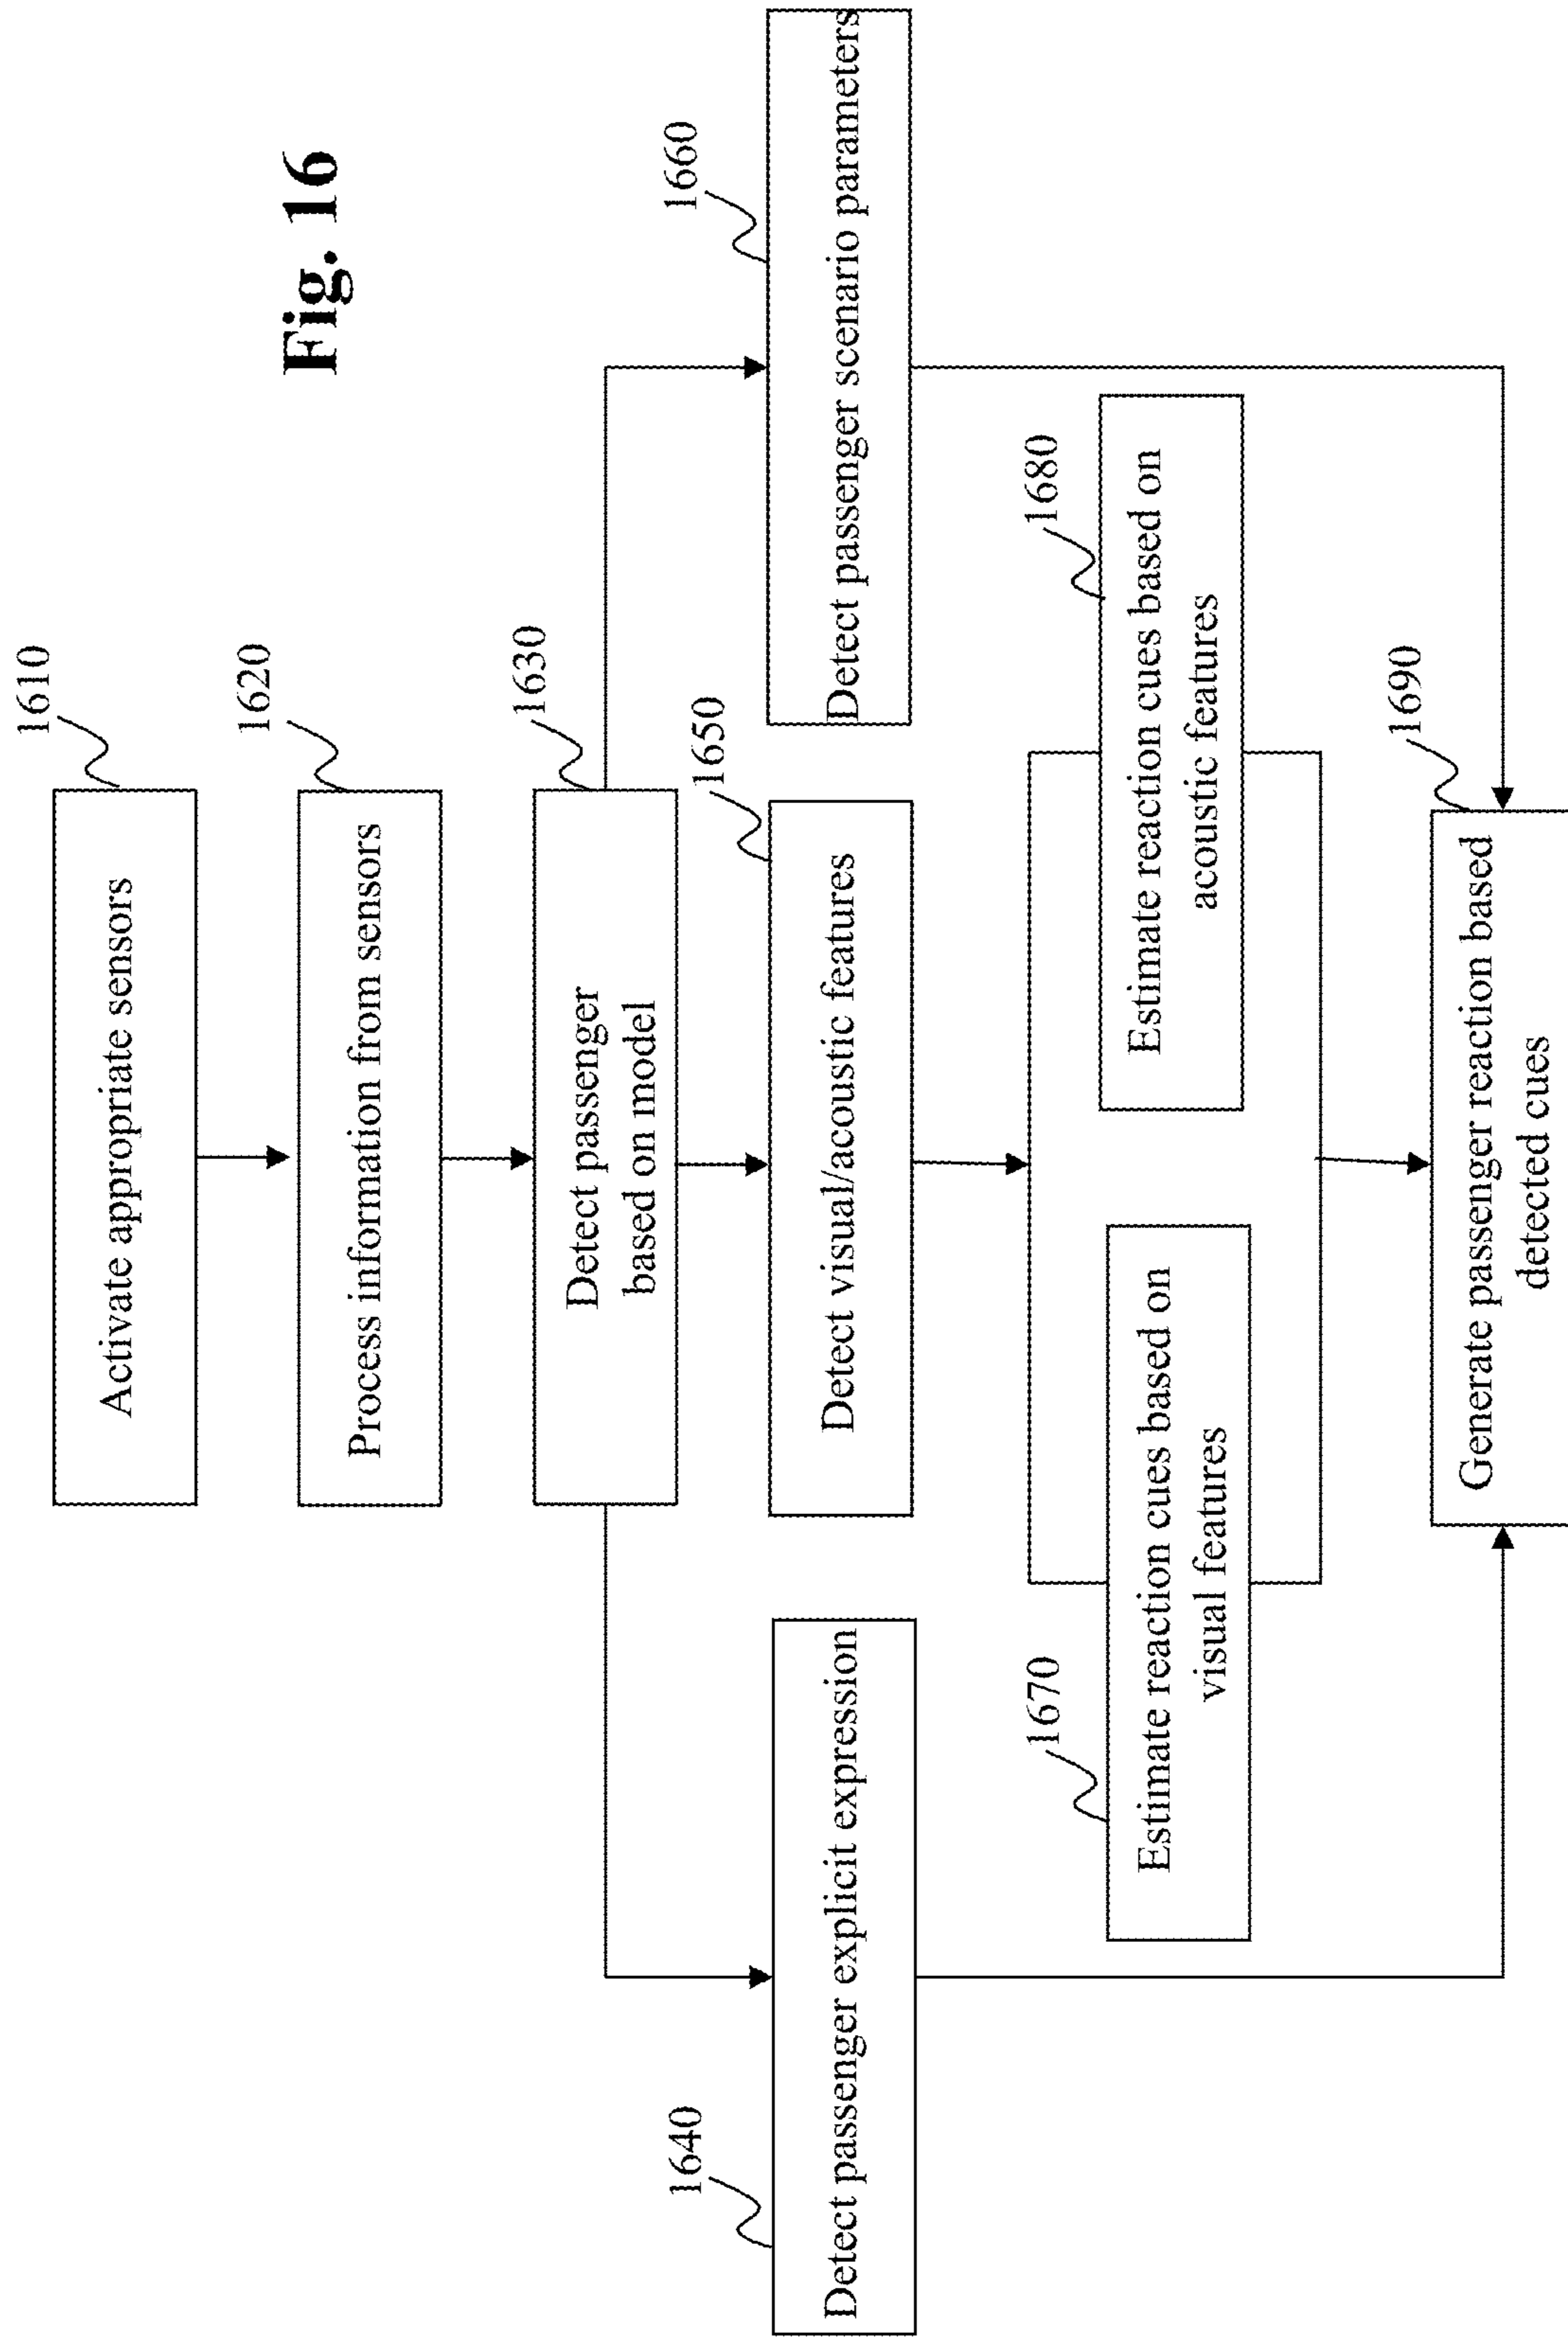 Fig. 16
1610
Activate appropriate sensors
1620
Process information from sensors
1630
Detect passenger
based on model
1640
Detect passenger explicit expression
1650
Detect visual/acoustic features
1660
Detect passenger scenario parameters
1670
Estimate reaction cues based on
visual features
1680
Estimate reaction cues based on
acoustic features
1690
Generate passenger reaction based
detected cues